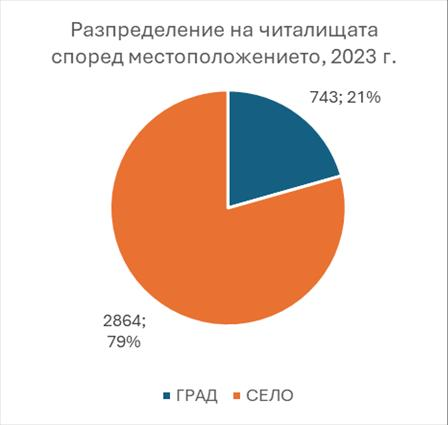 Разпределение на читалищата
според местоположението, 2023 г.
743; 21%
2864;
79%
ГРАД СЕЛО